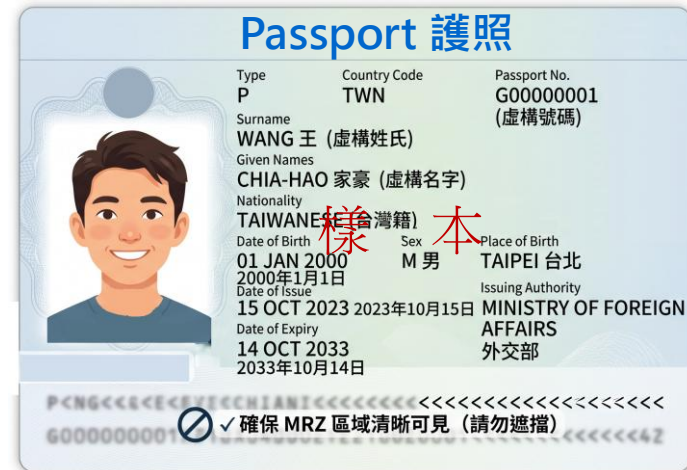 Passport 護照
Type Country Code Passport No.
P TWN G00000001
(虛構號碼)
Surname
WANG 王 (虛構姓氏)
Given Names
CHIA-HAO 家豪 (虛構名字)
Nationality
TAIWANESE (台灣籍)
樣 本
Date of Birth Sex Place of Birth
01 JAN 2000 M 男 TAIPEI 台北
2000年1月1日
Date of Issue Issuing Authority
15 OCT 2023 2023年10月15日 MINISTRY OF FOREIGN
Date of Expiry AFFAIRS
14 OCT 2033 外交部
2033年10月14日
<<<<<<<<<<<<<<<<<<<
✓確保 MRZ 區域清晰可見（請勿遮擋）
<<<<<<42